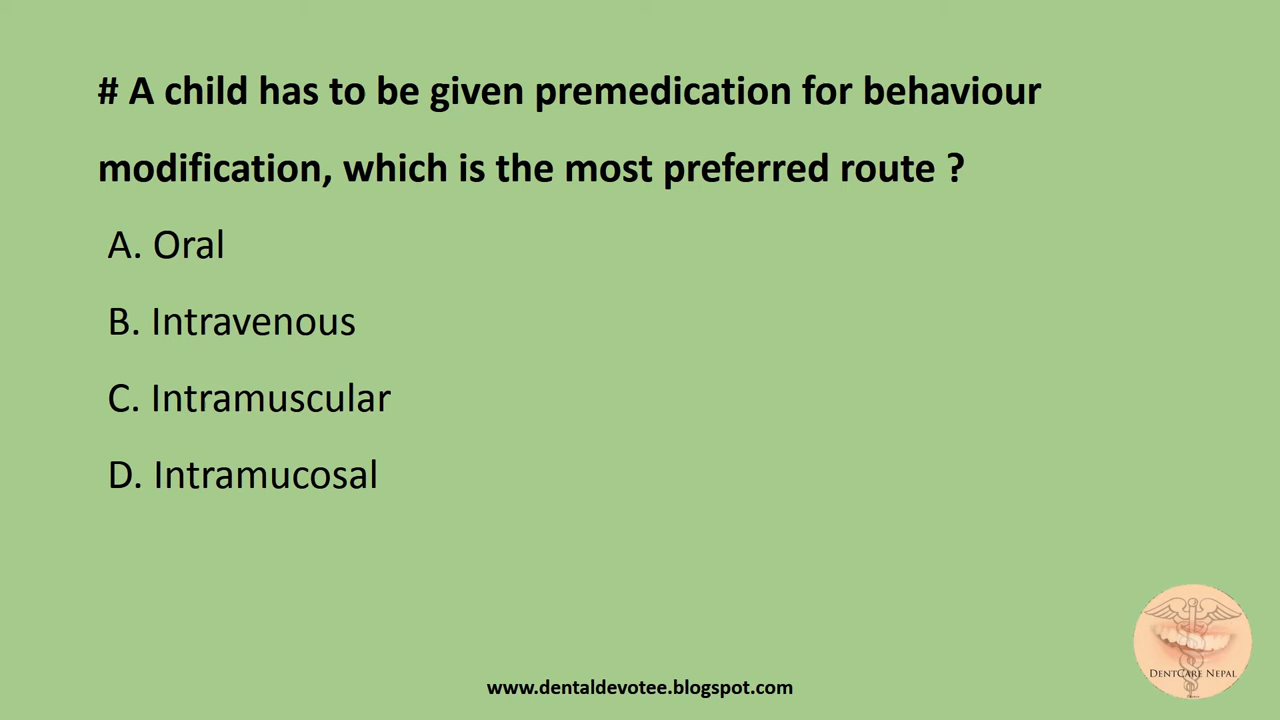 # A child has to be given premedication for behaviour
modification, which is the most preferred route ?
A. Oral
B. Intravenous
C. Intramuscular
D. Intramucosal
DENTCARE NEPAL
www.dentaldevotee.blogspot.com